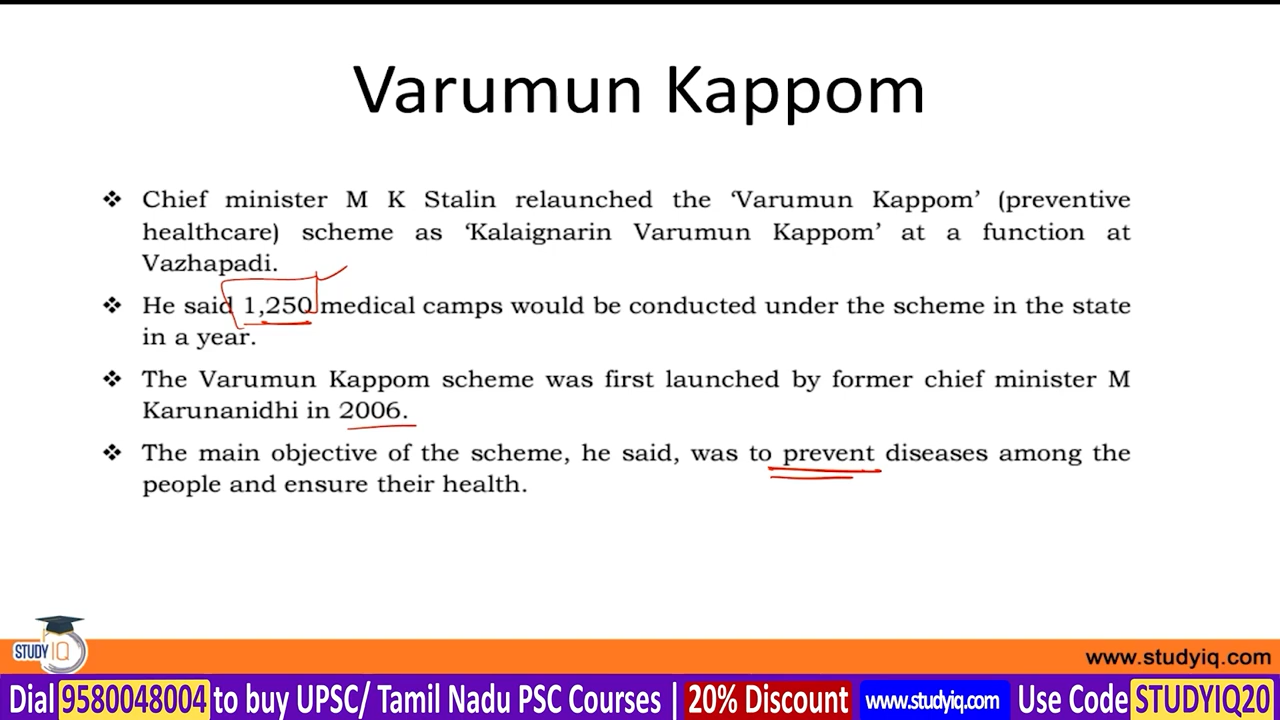 Varumun Kappom
❖ Chief minister M K Stalin relaunched the ‘Varumun Kappom’ (preventive
healthcare) scheme as ‘Kalaignarin Varumun Kappom’ at a function at
Vazhapadi.
❖ He said 1,250 medical camps would be conducted under the scheme in the state
in a year.
❖ The Varumun Kappom scheme was first launched by former chief minister M
Karunanidhi in 2006.
❖ The main objective of the scheme, he said, was to prevent diseases among the
people and ensure their health.
STUDY IQ
www.studyiq.com
Dial 9580048004 to buy UPSC/ Tamil Nadu PSC Courses | 20% Discount www.studyiq.com Use Code STUDYIQ20